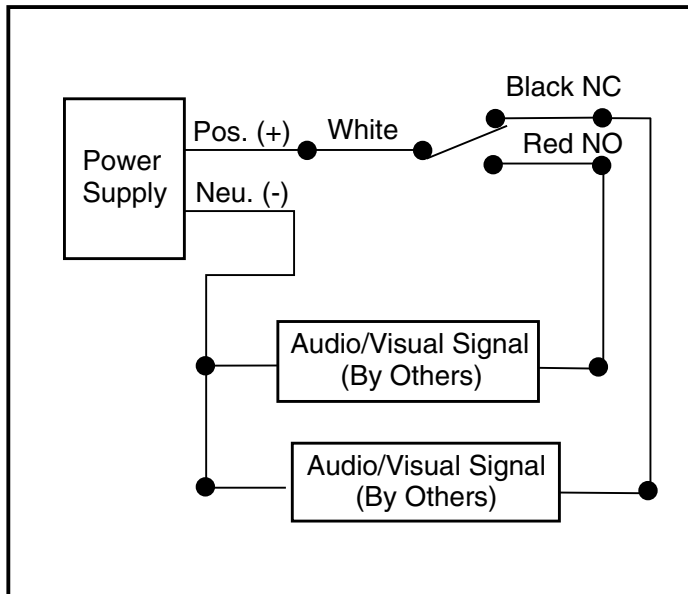 Black NC
Pos. (+)
White
Red NO
Power
Supply
Neu. (-)
Audio/Visual Signal
(By Others)
Audio/Visual Signal
(By Others)